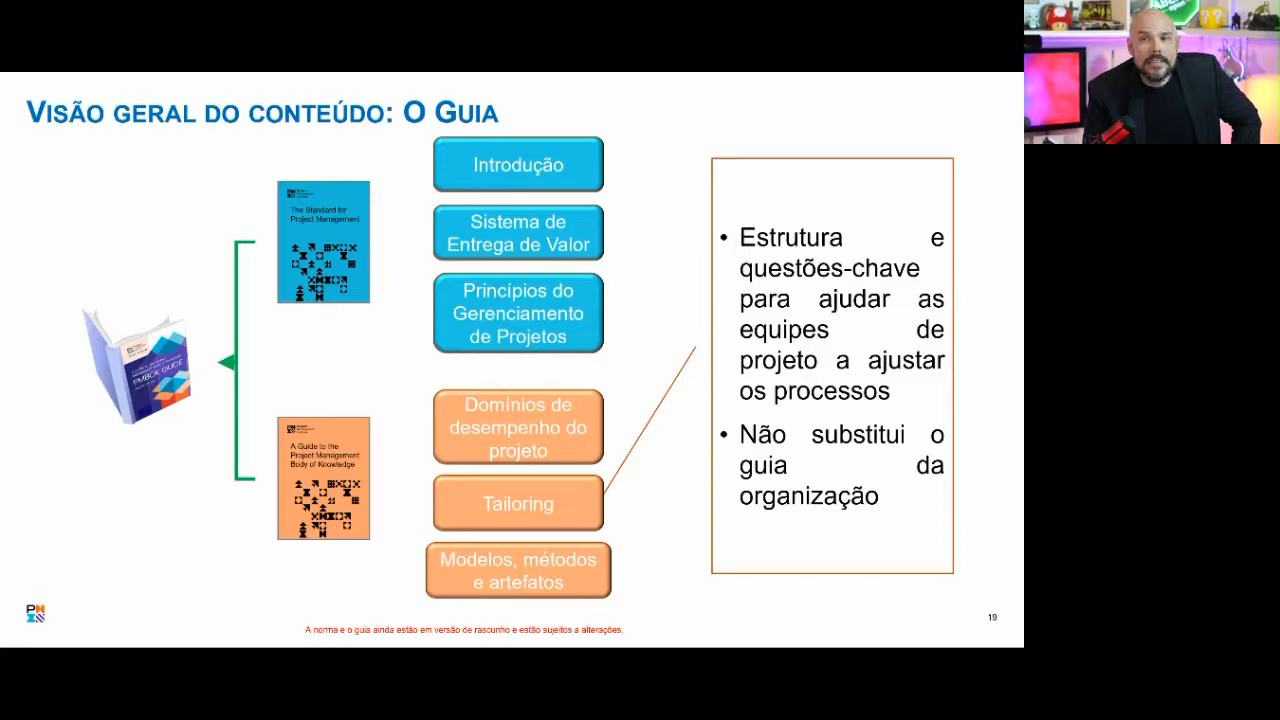 VISÃO GERAL DO CONTEÚDO: O GUIA
The Standard for
Project Management
A Guide to the
Project Management
Body of Knowledge
PMBOK GUIDE
Introdução
Sistema de
Entrega de Valor
Princípios do
Gerenciamento
de Projetos
Domínios de
desempenho do
projeto
Tailoring
Modelos, métodos
e artefatos
• Estrutura e
questões-chave
para ajudar as
equipes de
projeto a ajustar
os processos
• Não substitui o
guia da
organização
A norma e o guia ainda estão em versão de rascunho e estão sujeitos a alterações.
19